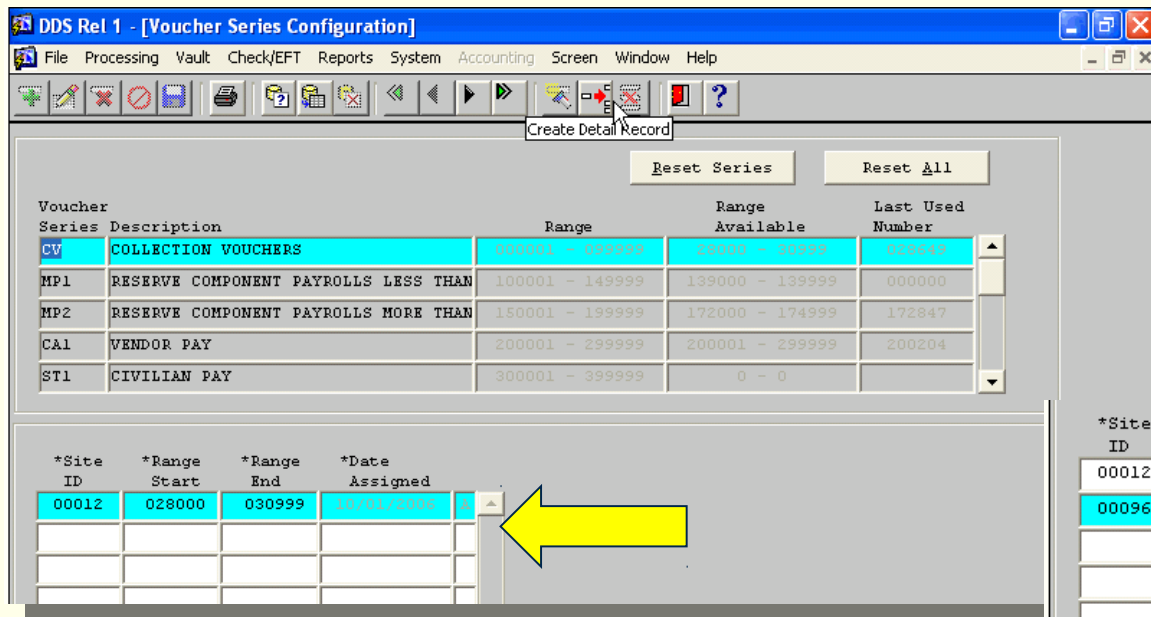 DDS Rel 1 - [Voucher Series Configuration]
File Processing Vault Check/EFT Reports System Accounting Screen Window Help
Create Detail Record
Reset Series Reset All
Voucher Range Last Used
Series Description Range Available Number
CV COLLECTION VOUCHERS 000001 - 099999 28000 - 30999 028649
MP1 RESERVE COMPONENT PAYROLLS LESS THAN 100001 - 149999 139000 - 139999 000000
MP2 RESERVE COMPONENT PAYROLLS MORE THAN 150001 - 199999 172000 - 174999 172847
CA1 VENDOR PAY 200001 - 299999 200001 - 299999 200204
ST1 CIVILIAN PAY 300001 - 399999 0 - 0
*Site *Range *Range *Date
ID Start End Assigned
00012 028000 030999 10/01/2006 A
*Site
ID
00012
00096